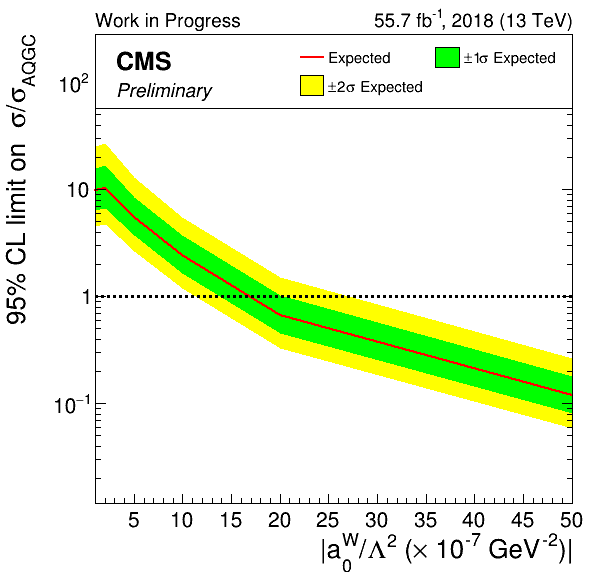 Work in Progress 55.7 fb⁻¹, 2018 (13 TeV)
CMS
Preliminary
Expected ±1σ Expected
±2σ Expected
95% CL limit on σ/σ_AQGC
10²
10
1
10⁻¹
5 10 15 20 25 30 35 40 45 50
|a₀ᵂ/Λ² (× 10⁻⁷ GeV⁻²)|